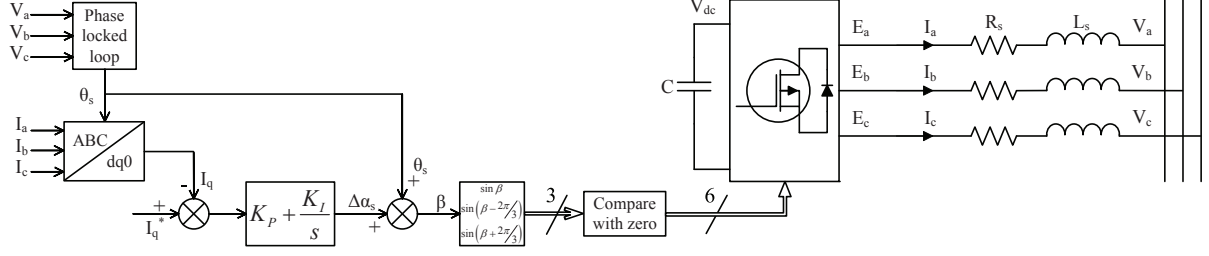 V_a
V_b
V_c
Phase
locked
loop
θ_s
I_a
I_b
I_c
ABC
dq0
- I_q
+
I_q*
K_P + K_I/s
Δα_s
+
θ_s
+
β
sin β
sin(β−2π/3)
sin(β+2π/3)
3
Compare
with zero
6
V_dc
C
E_a
I_a
R_s
L_s
V_a
E_b
I_b
V_b
E_c
I_c
V_c